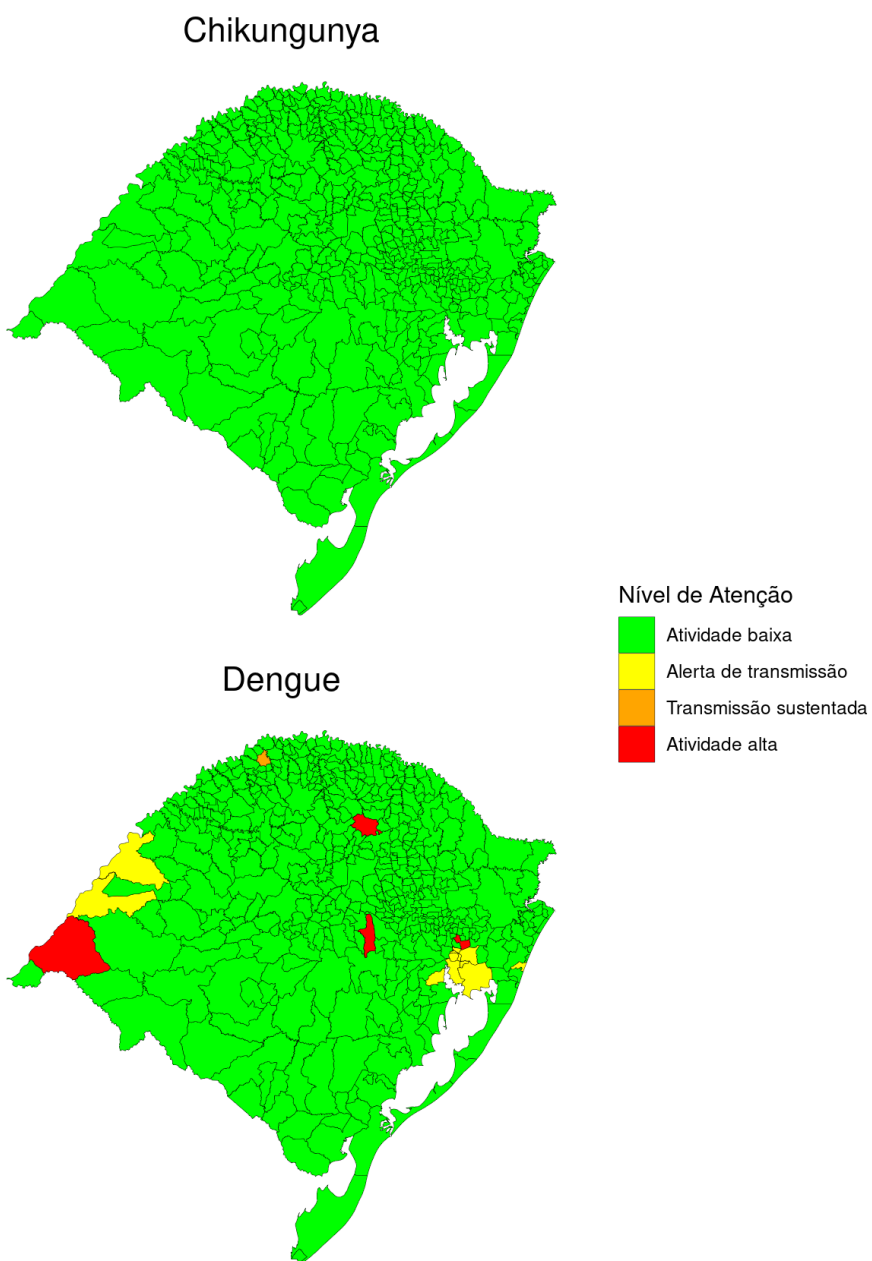 Chikungunya
Nível de Atenção
Atividade baixa
Alerta de transmissão
Transmissão sustentada
Atividade alta
Dengue